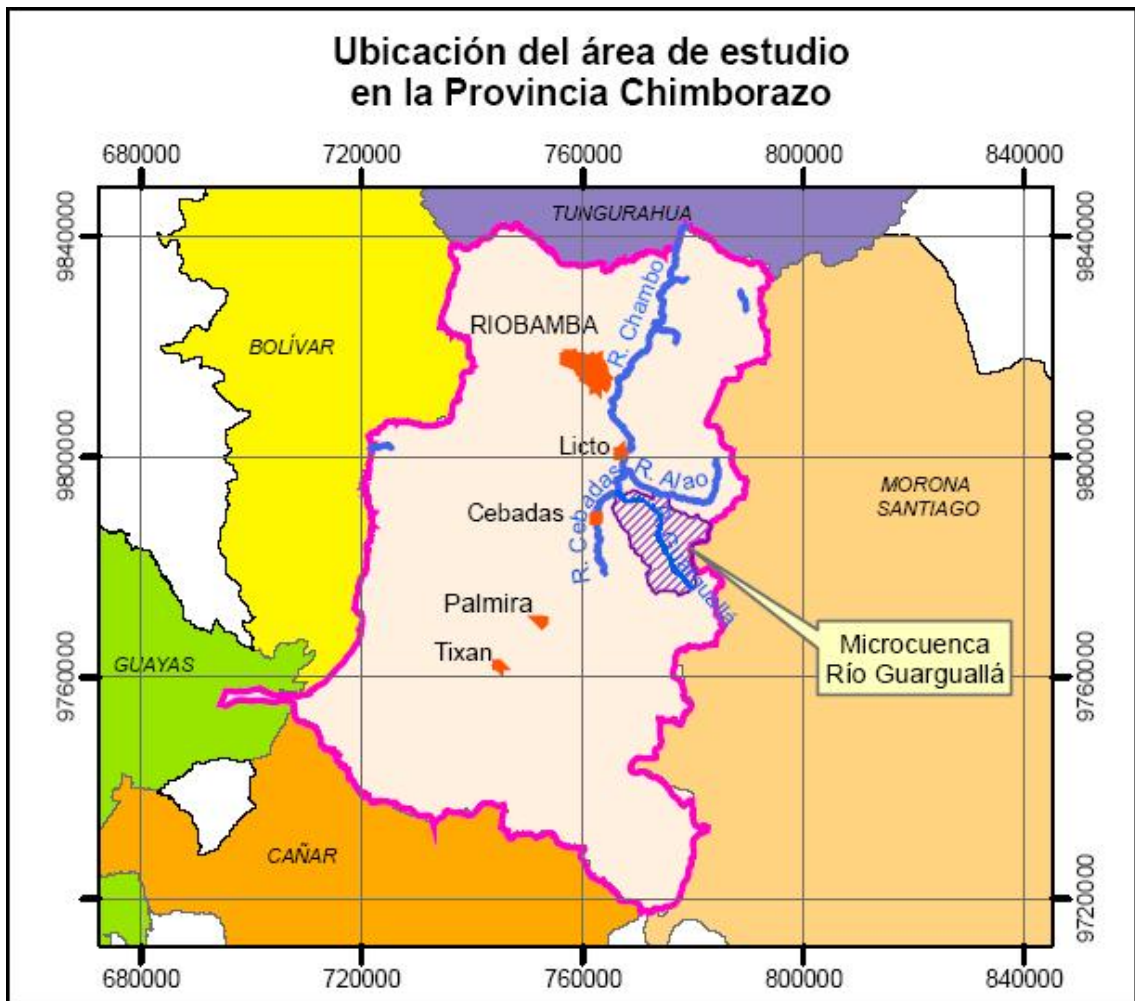 Ubicación del área de estudio
en la Provincia Chimborazo
680000
720000
760000
800000
840000
9840000
9840000
TUNGURAHUA
R. Chambo
RIOBAMBA
BOLÍVAR
Licto
9800000
9800000
R. Alao
MORONA
SANTIAGO
Cebadas
R. Cebadas
Guarguallá
Palmira
Microcuenca
Río Guarguallá
Tixan
GUAYAS
9760000
9760000
CAÑAR
9720000
680000
720000
760000
800000
840000